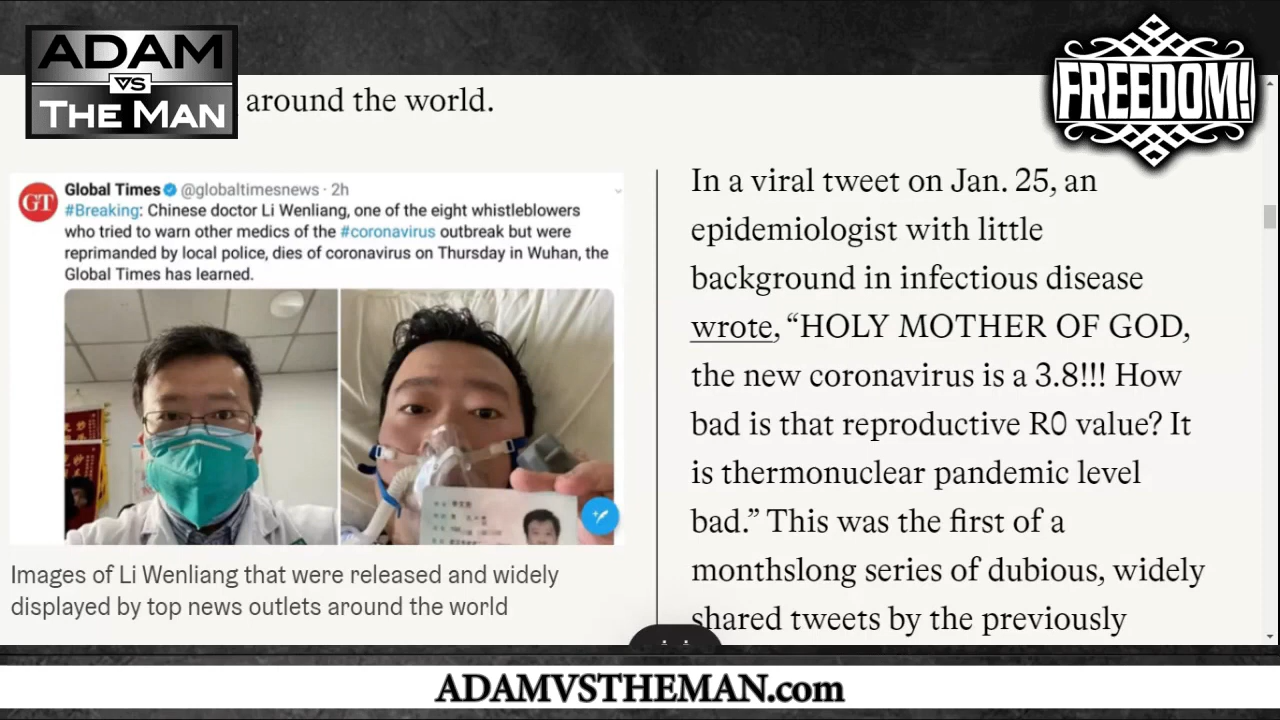 ADAM
VS
THE MAN
FREEDOM!
around the world.
GT
Global Times @globaltimesnews · 2h
#Breaking: Chinese doctor Li Wenliang, one of the eight whistleblowers
who tried to warn other medics of the #coronavirus outbreak but were
reprimanded by local police, dies of coronavirus on Thursday in Wuhan, the
Global Times has learned.
Images of Li Wenliang that were released and widely
displayed by top news outlets around the world
In a viral tweet on Jan. 25, an
epidemiologist with little
background in infectious disease
wrote, “HOLY MOTHER OF GOD,
the new coronavirus is a 3.8!!! How
bad is that reproductive R0 value? It
is thermonuclear pandemic level
bad.” This was the first of a
monthslong series of dubious, widely
shared tweets by the previously
ADAMVSTHEMAN.com